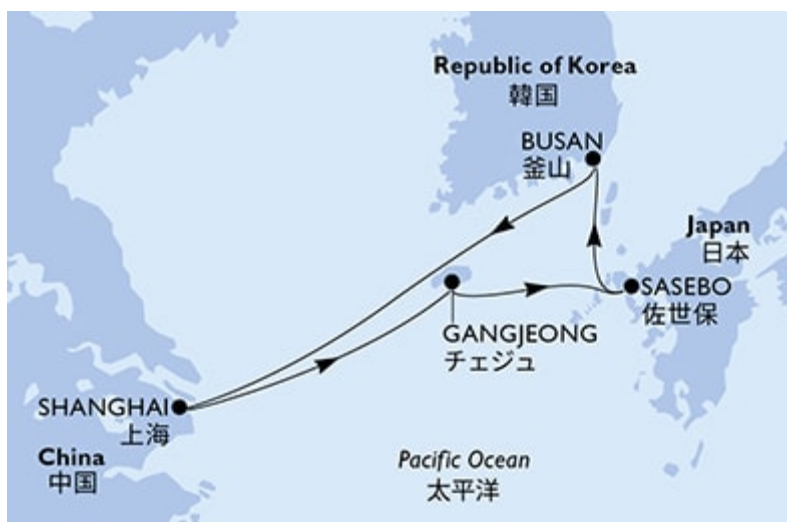 Republic of Korea
韓国
BUSAN
釜山
Japan
日本
SASEBO
佐世保
GANGJEONG
チェジュ
SHANGHAI
上海
China
中国
Pacific Ocean
太平洋